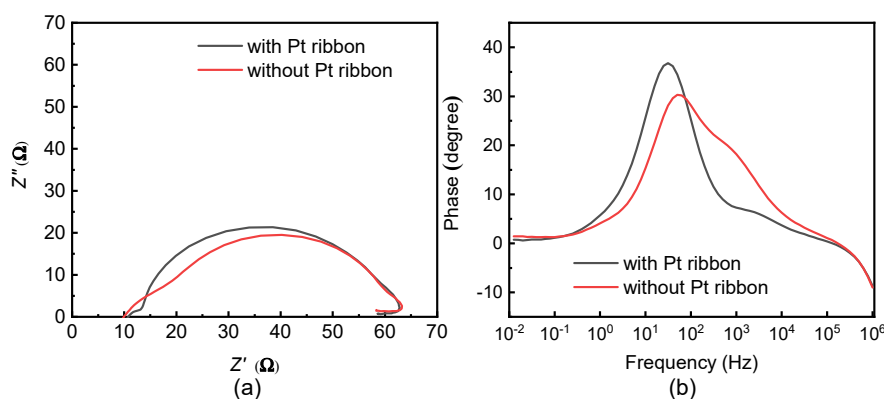 70
60
50
40
30
20
10
0
Z'' (Ω)
with Pt ribbon
without Pt ribbon
0 10 20 30 40 50 60 70
Z' (Ω)
(a)
40
30
20
10
0
-10
Phase (degree)
with Pt ribbon
without Pt ribbon
10⁻² 10⁻¹ 10⁰ 10¹ 10² 10³ 10⁴ 10⁵ 10⁶
Frequency (Hz)
(b)